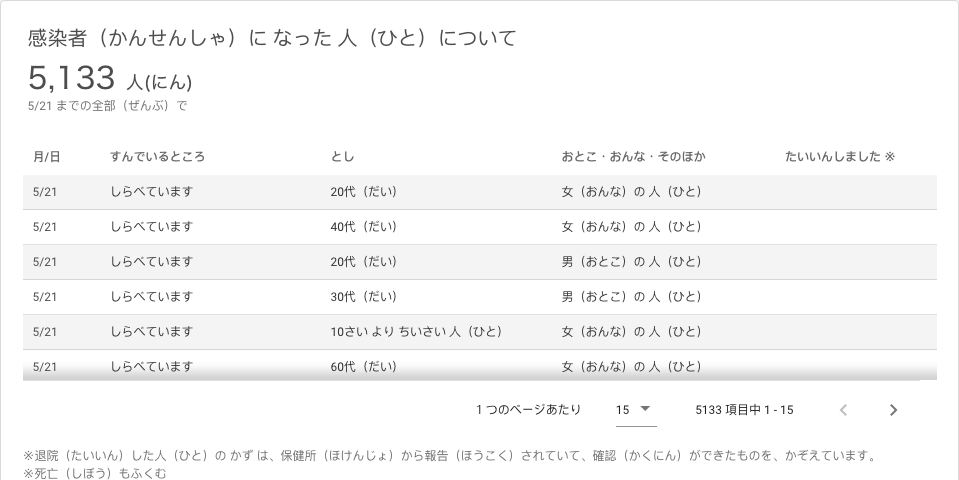 感染者（かんせんしゃ）に なった 人（ひと）について
5,133 人(にん)
5/21 までの全部（ぜんぶ）で
月/日 すんでいるところ とし おとこ・おんな・そのほか たいいんしました ※
5/21 しらべています 20代（だい） 女（おんな）の 人（ひと）
5/21 しらべています 40代（だい） 女（おんな）の 人（ひと）
5/21 しらべています 20代（だい） 男（おとこ）の 人（ひと）
5/21 しらべています 30代（だい） 男（おとこ）の 人（ひと）
5/21 しらべています 10さい より ちいさい 人（ひと） 女（おんな）の 人（ひと）
5/21 しらべています 60代（だい） 女（おんな）の 人（ひと）
1 つのページあたり 15 5133 項目中 1 - 15
※退院（たいいん）した人（ひと）の かず は、保健所（ほけんじょ）から報告（ほうこく）されていて、確認（かくにん）ができたものを、かぞえています。
※死亡（しぼう）もふくむ